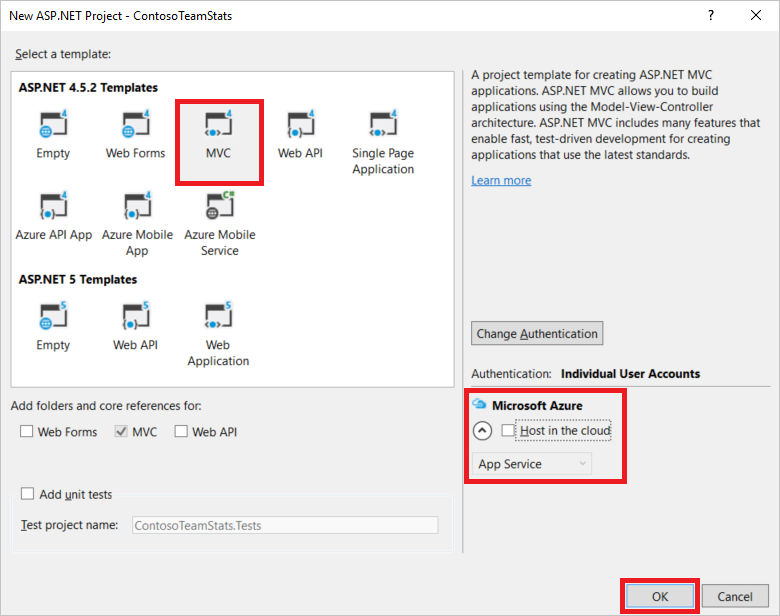 New ASP.NET Project - ContosoTeamStats
?
Select a template:
ASP.NET 4.5.2 Templates
4 4 4 4 4
Empty Web Forms MVC Web API Single Page
Application
4 4 C#
Azure API App Azure Mobile Azure Mobile
App Service
ASP.NET 5 Templates
5 5 5
Empty Web API Web
Application
Add folders and core references for:
Web Forms MVC Web API
Add unit tests
Test project name: ContosoTeamStats.Tests
A project template for creating ASP.NET MVC
applications. ASP.NET MVC allows you to build
applications using the Model-View-Controller
architecture. ASP.NET MVC includes many features that
enable fast, test-driven development for creating
applications that use the latest standards.
Learn more
Change Authentication
Authentication: Individual User Accounts
Microsoft Azure
Host in the cloud
App Service
OK Cancel